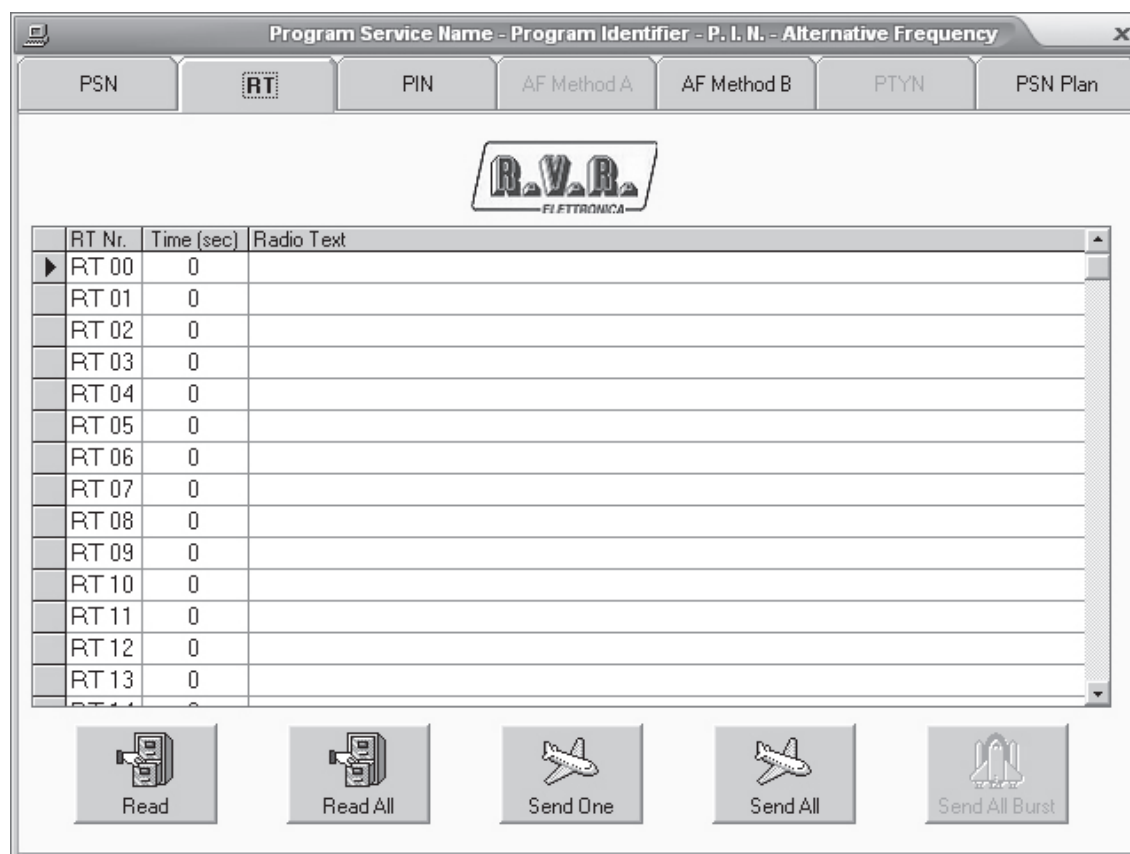 Program Service Name - Program Identifier - P. I. N. - Alternative Frequency x
PSN RT PIN AF Method A AF Method B PTYN PSN Plan
R.V.R.
ELETTRONICA
RT Nr. Time (sec) Radio Text
RT 00 0
RT 01 0
RT 02 0
RT 03 0
RT 04 0
RT 05 0
RT 06 0
RT 07 0
RT 08 0
RT 09 0
RT 10 0
RT 11 0
RT 12 0
RT 13 0
Read Read All Send One Send All Send All Burst